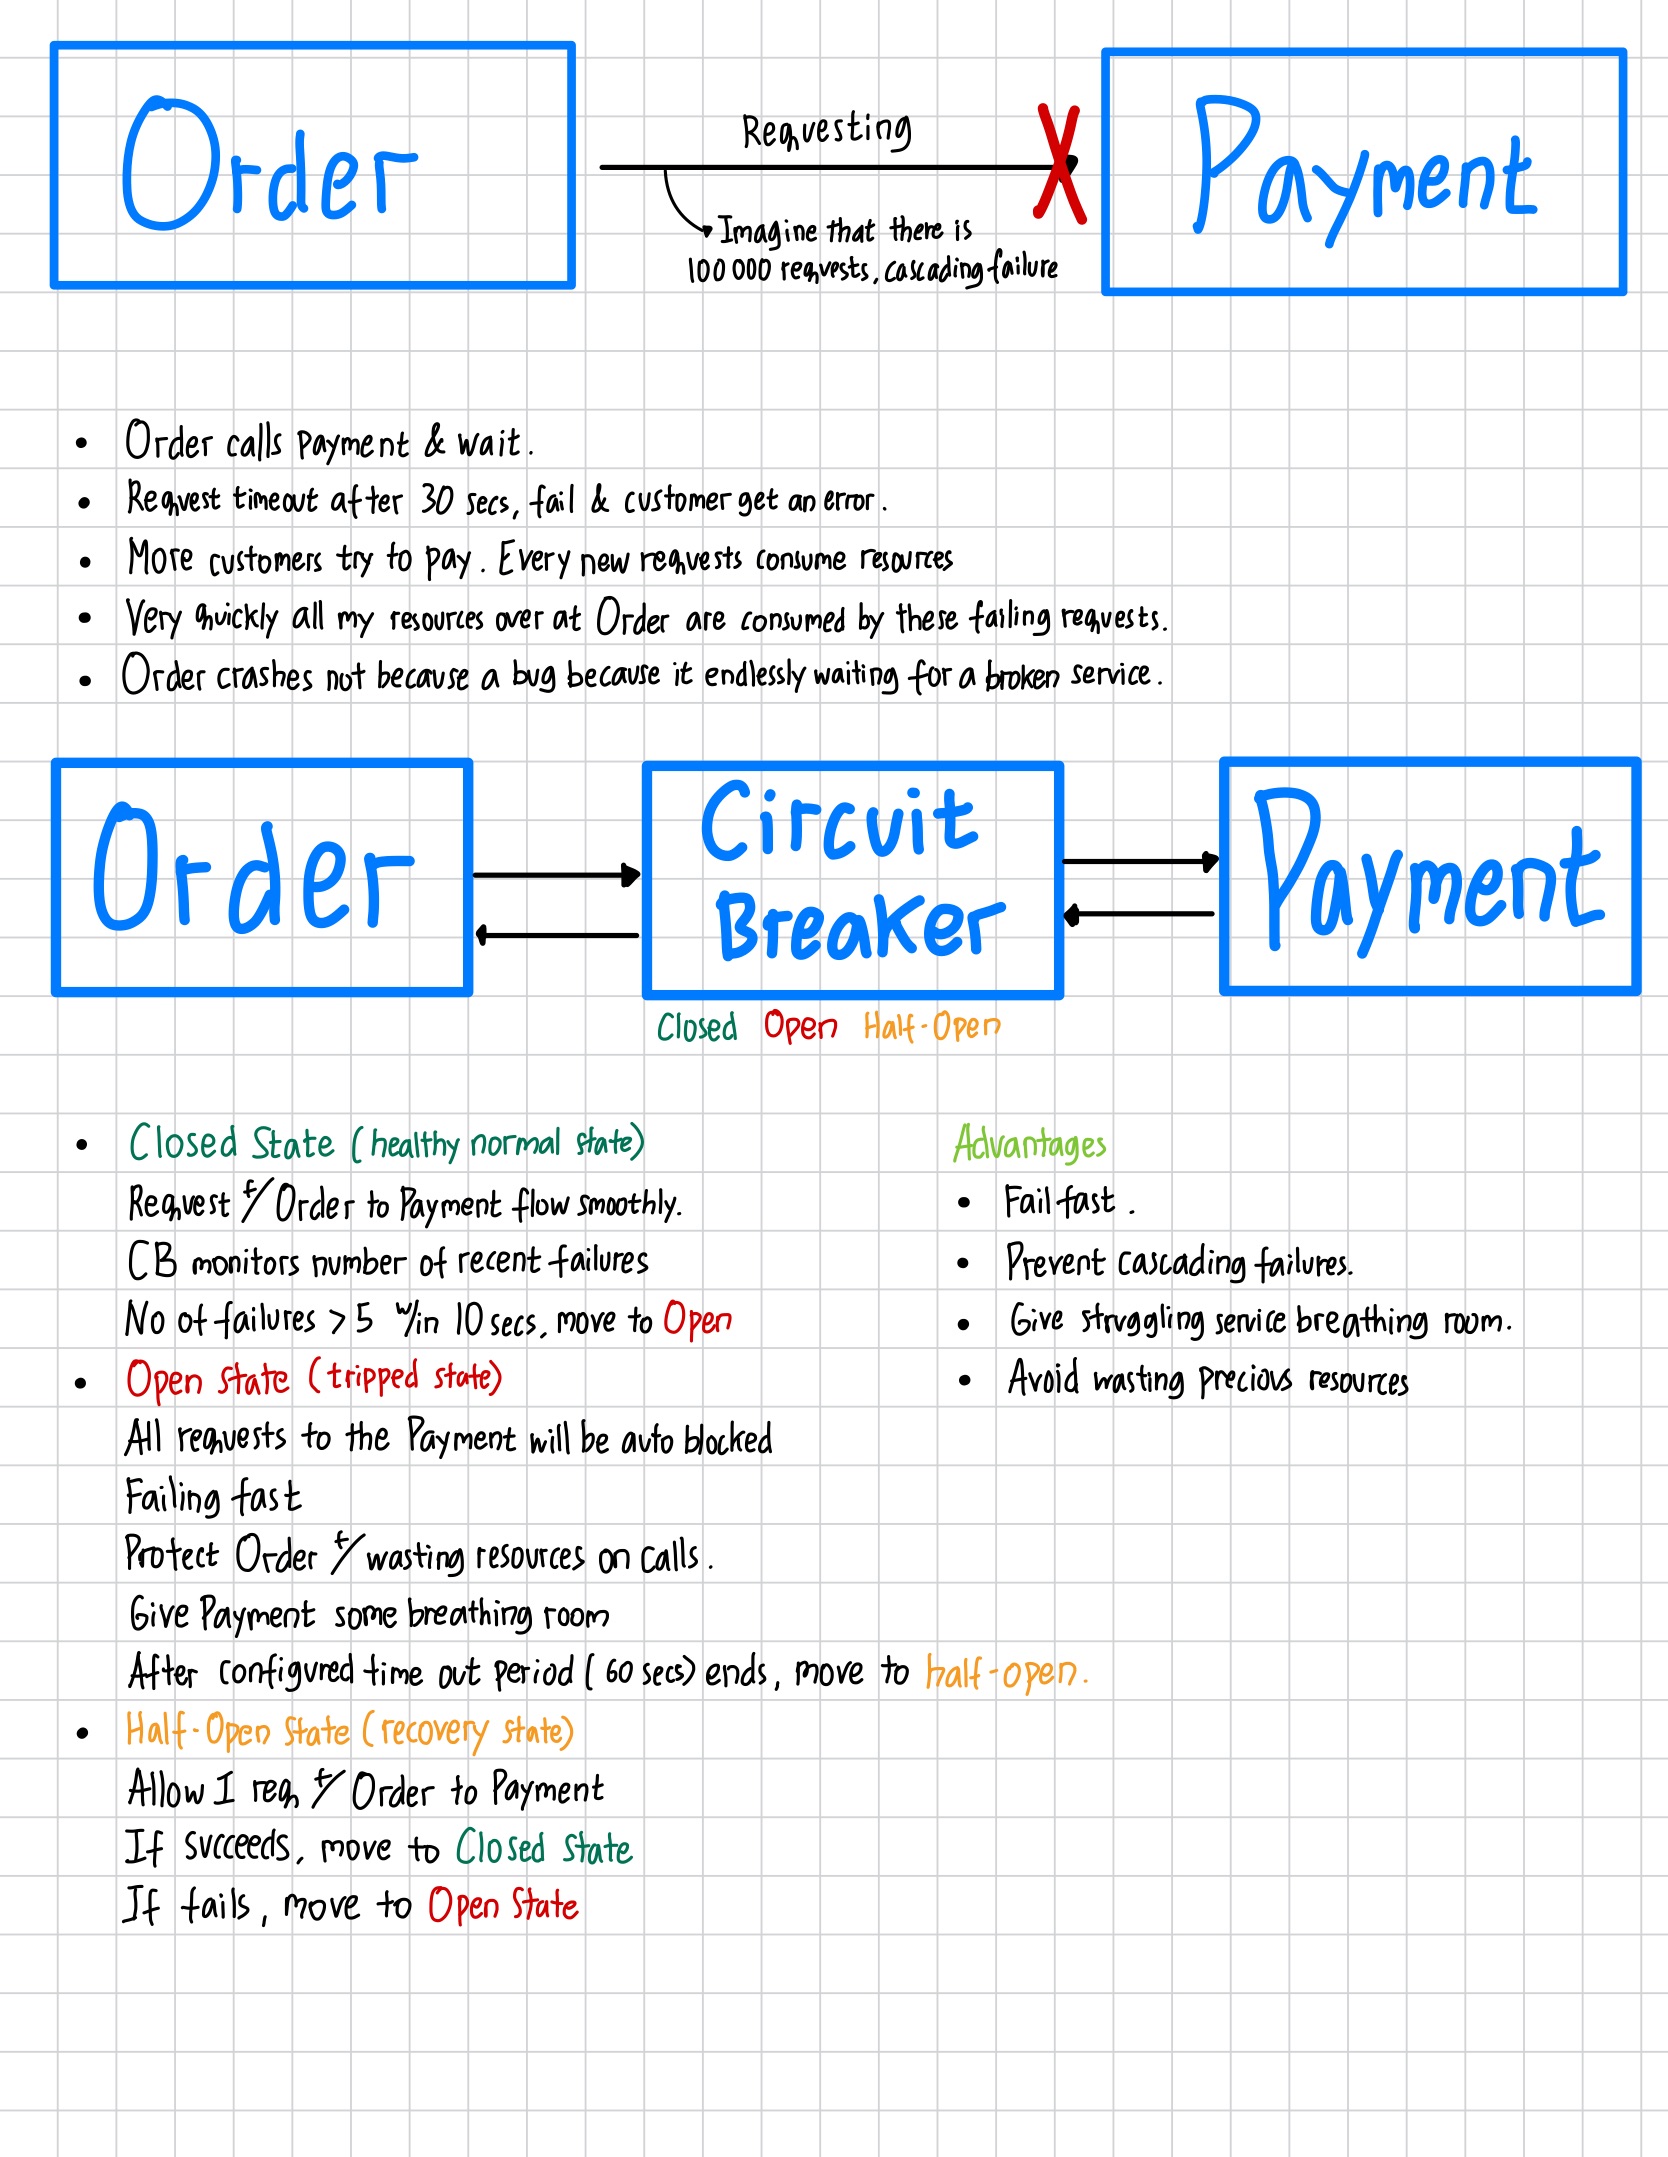 Order
Requesting
Payment
Imagine that there is
100 000 requests, cascading failure
• Order calls Payment & wait.
• Request timeout after 30 secs, fail & customer get an error.
• More customers try to pay. Every new requests consume resources
• Very quickly all my resources over at Order are consumed by these failing requests.
• Order crashes not because a bug because it endlessly waiting for a broken service.
Order
Circuit
Breaker
Payment
Closed Open Half-Open
• Closed State (healthy normal state)
Request f/ Order to Payment flow smoothly.
CB monitors number of recent failures
No of failures > 5 w/in 10 secs, move to Open
• Open State (tripped state)
All requests to the Payment will be auto blocked
Failing fast
Protect Order f/ wasting resources on calls.
Give Payment some breathing room
After configured time out period (60 secs) ends, move to half-open.
• Half-Open State (recovery state)
Allow 1 req f/ Order to Payment
If succeeds, move to Closed State
If fails, move to Open State
Advantages
• Fail fast.
• Prevent cascading failures.
• Give struggling service breathing room.
• Avoid wasting precious resources